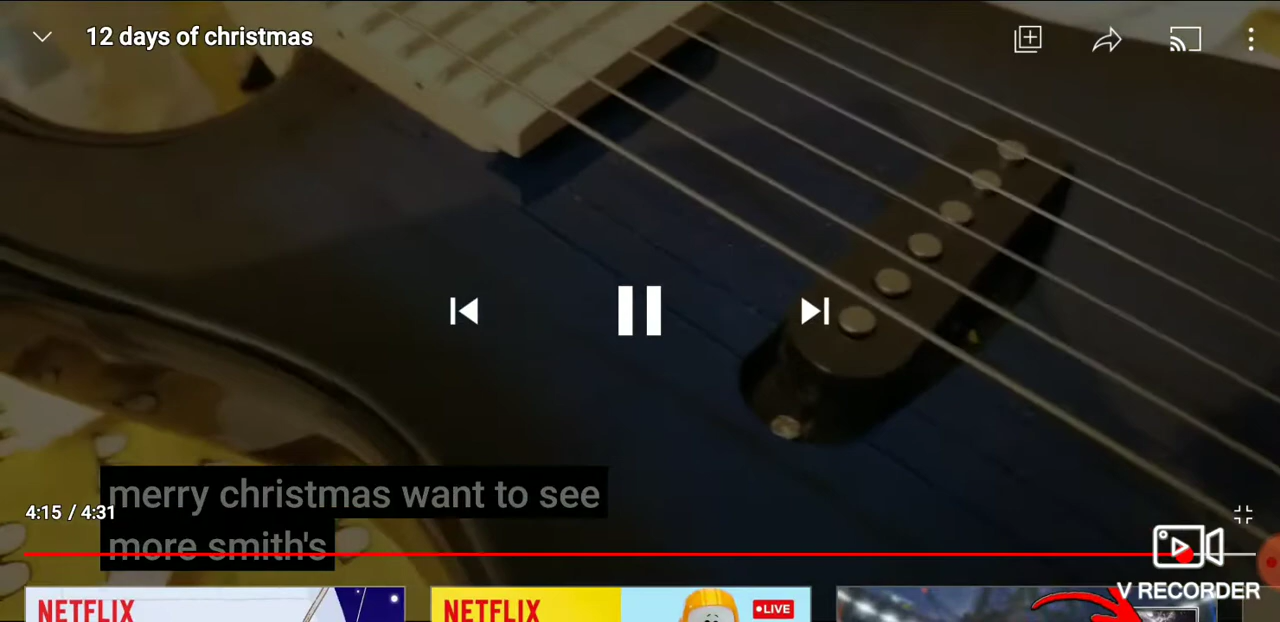 12 days of christmas
merry christmas want to see
4:15 / 4:31
more smith's
V RECORDER
NETFLIX
NETFLIX
LIVE